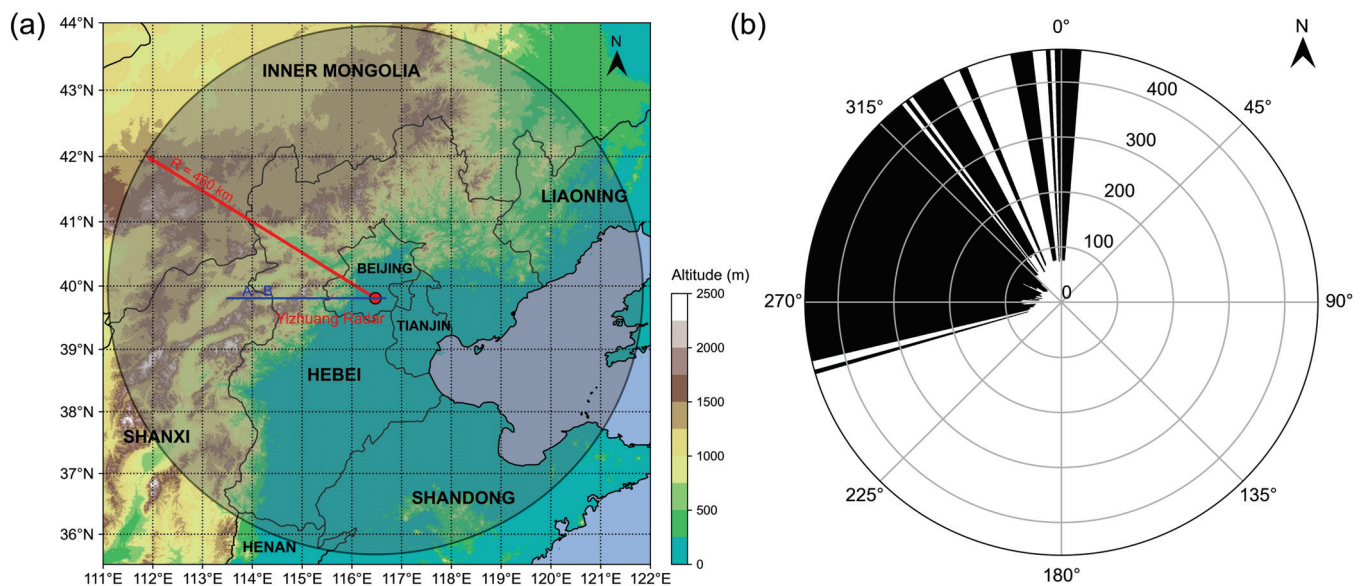 (a)
44°N
43°N
42°N
41°N
40°N
39°N
38°N
37°N
36°N
111°E 112°E 113°E 114°E 115°E 116°E 117°E 118°E 119°E 120°E 121°E 122°E
N
INNER MONGOLIA
R = 460 km
LIAONING
BEIJING
A B
Yizhuang Radar
TIANJIN
HEBEI
SHANXI
SHANDONG
HENAN
Altitude (m)
2500
2000
1500
1000
500
0
(b)
N
0°
45°
90°
135°
180°
225°
270°
315°
400
300
200
100
0